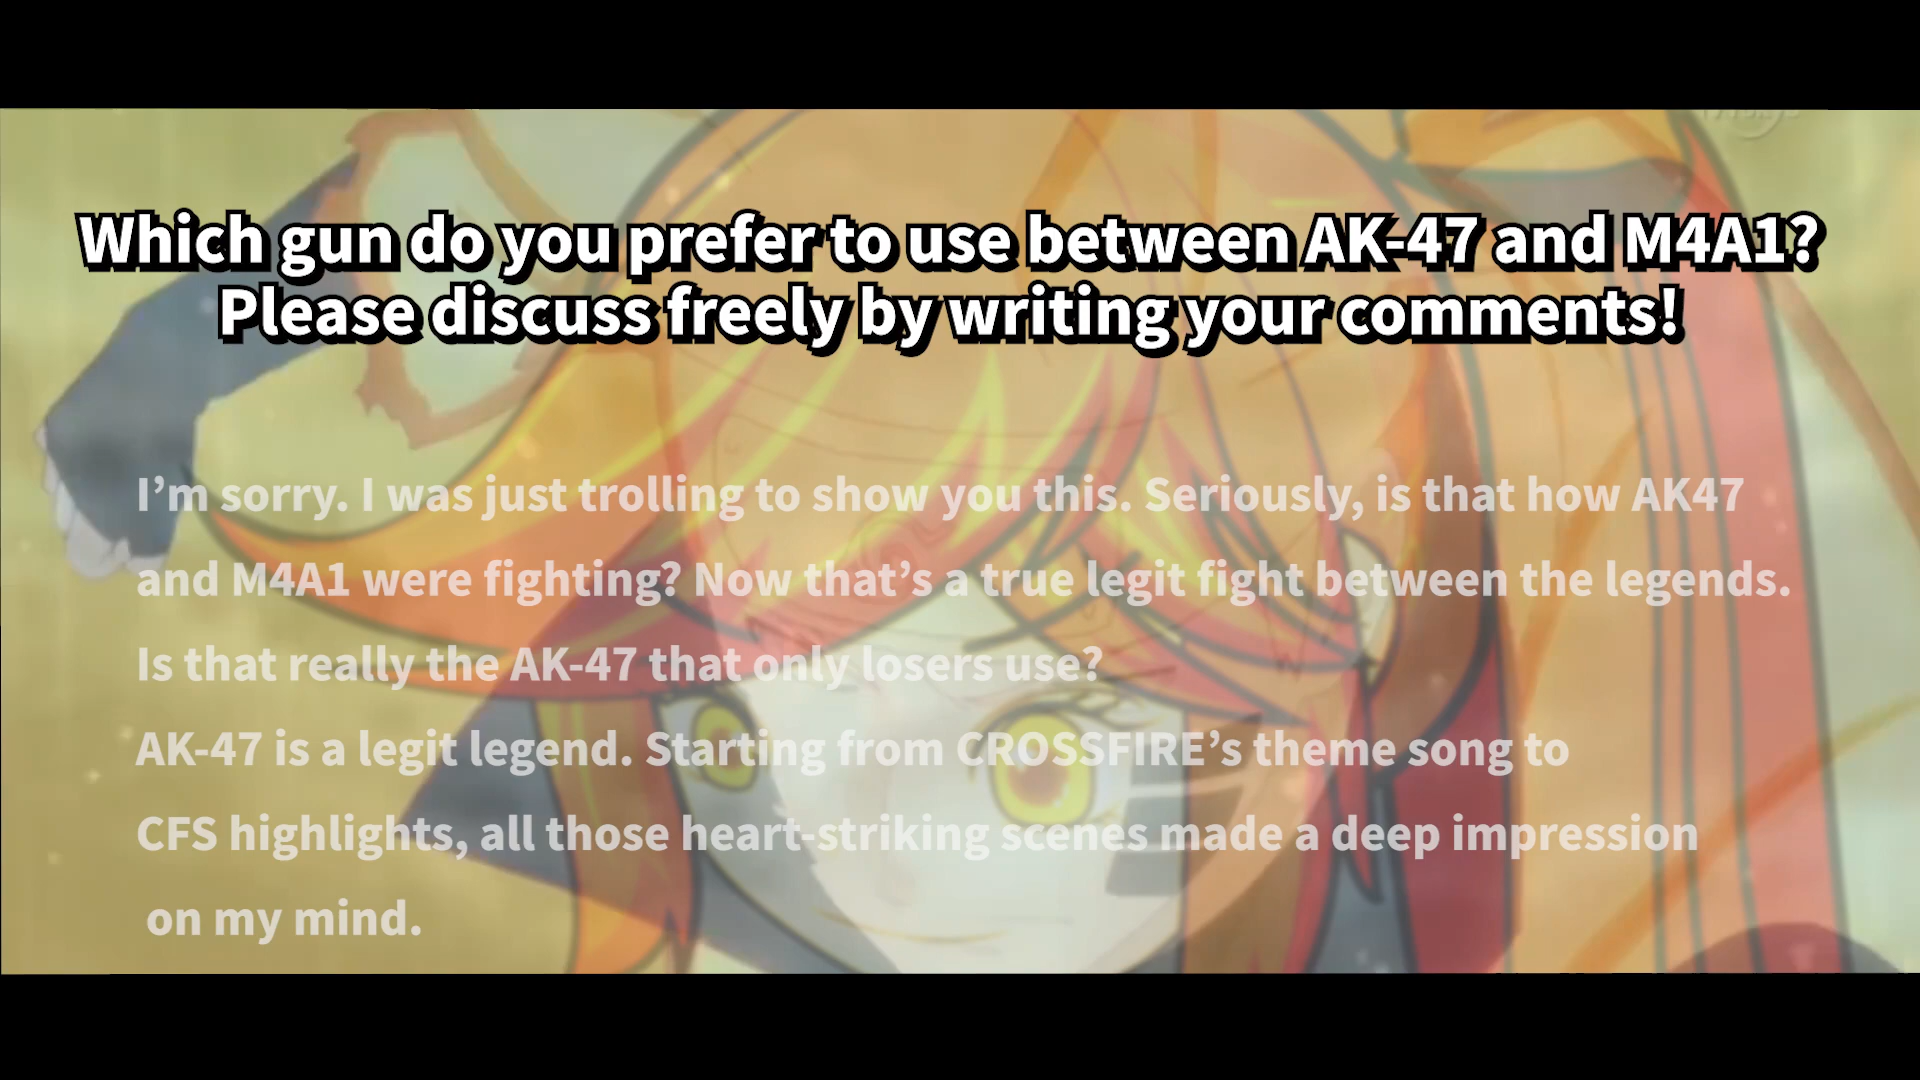 Which gun do you prefer to use between AK-47 and M4A1?
Please discuss freely by writing your comments!
I'm sorry. I was just trolling to show you this. Seriously, is that how AK47
and M4A1 were fighting? Now that's a true legit fight between the legends.
Is that really the AK-47 that only losers use?
AK-47 is a legit legend. Starting from CROSSFIRE's theme song to
CFS highlights, all those heart-striking scenes made a deep impression
on my mind.